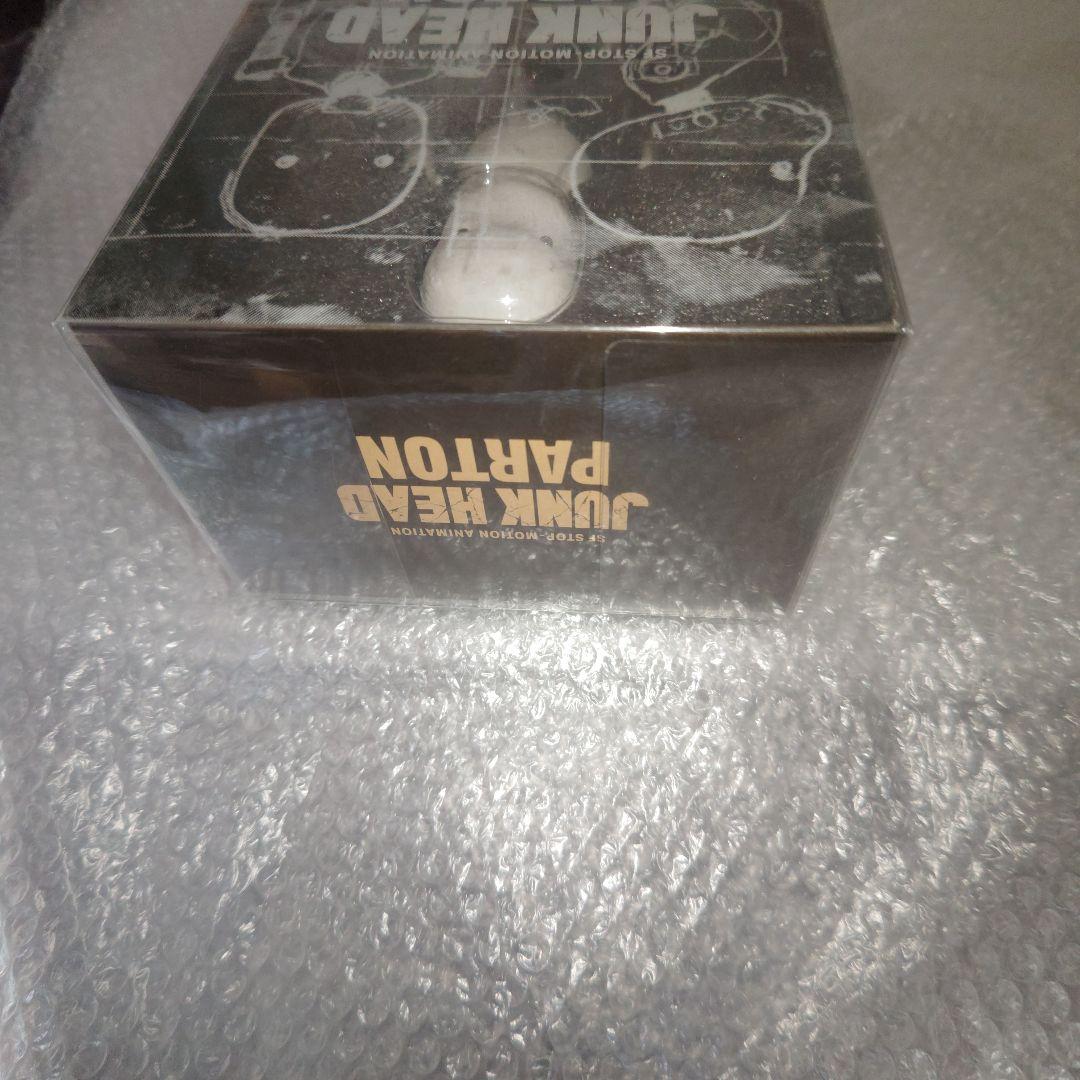 SF STOP-MOTION ANIMATION
JUNK HEAD
SF STOP-MOTION ANIMATION
JUNK HEAD
PARTON